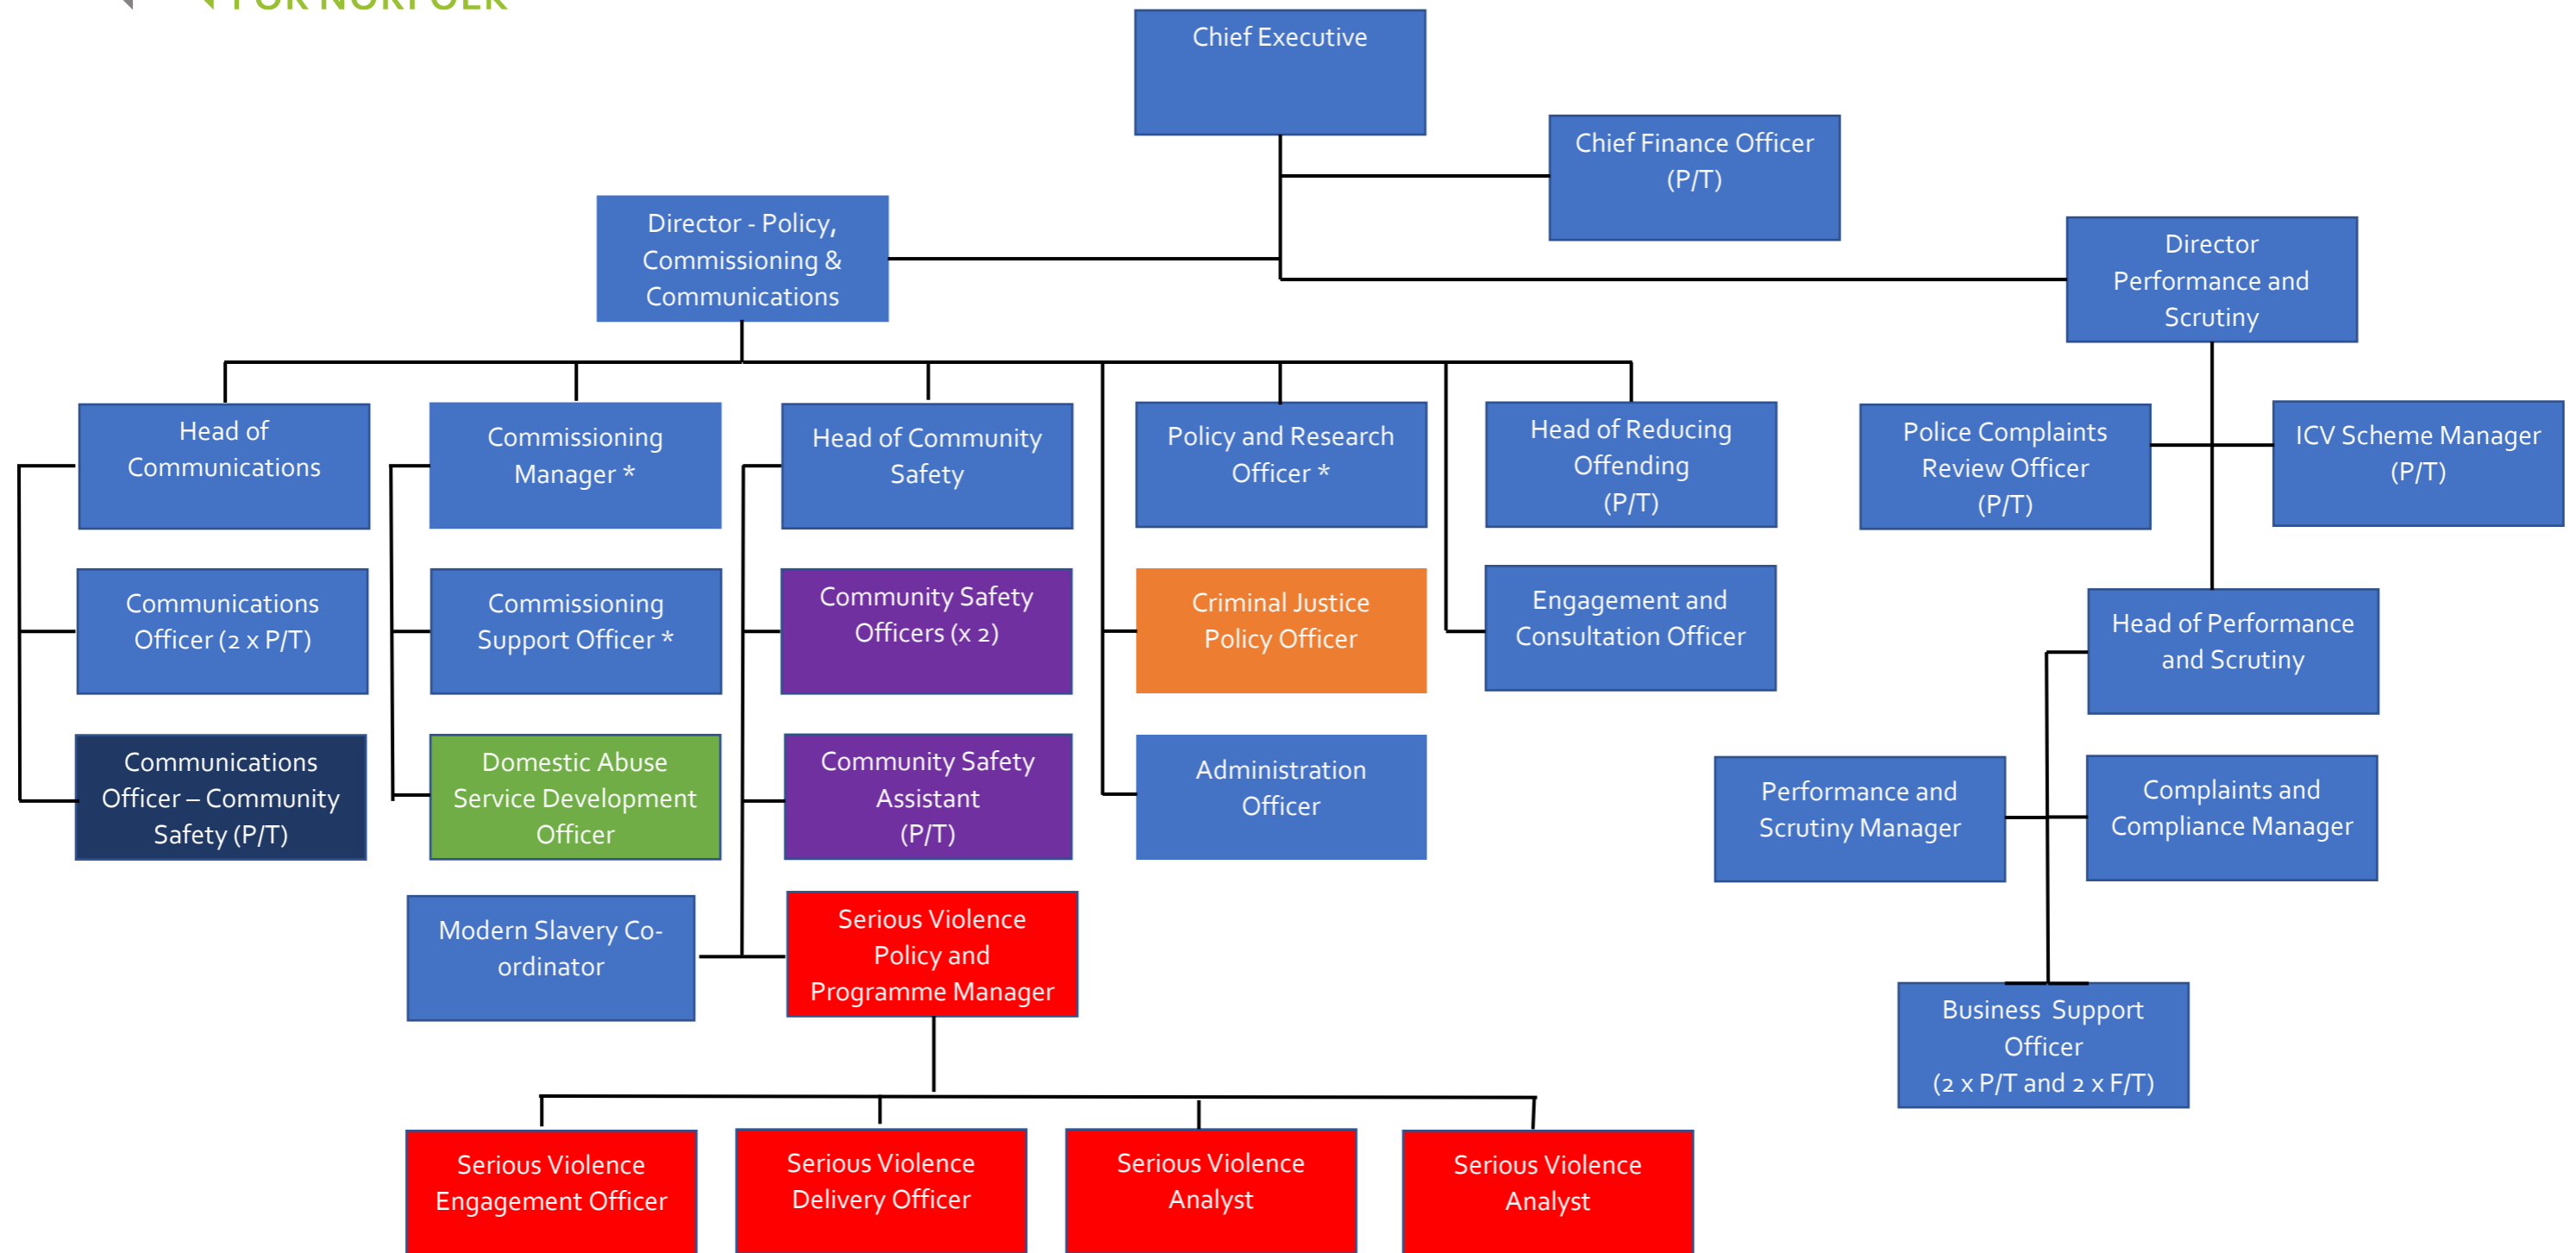 FOR NORFOLK
Chief Executive
Chief Finance Officer
(P/T)
Director - Policy,
Commissioning &
Communications
Director
Performance and
Scrutiny
Head of
Communications
Commissioning
Manager *
Head of Community
Safety
Policy and Research
Officer *
Head of Reducing
Offending
(P/T)
Police Complaints
Review Officer
(P/T)
ICV Scheme Manager
(P/T)
Communications
Officer (2 x P/T)
Commissioning
Support Officer *
Community Safety
Officers (x 2)
Criminal Justice
Policy Officer
Engagement and
Consultation Officer
Head of Performance
and Scrutiny
Communications
Officer – Community
Safety (P/T)
Domestic Abuse
Service Development
Officer
Community Safety
Assistant
(P/T)
Administration
Officer
Performance and
Scrutiny Manager
Complaints and
Compliance Manager
Modern Slavery Co-
ordinator
Serious Violence
Policy and
Programme Manager
Business  Support
Officer
(2 x P/T and 2 x F/T)
Serious Violence
Engagement Officer
Serious Violence
Delivery Officer
Serious Violence
Analyst
Serious Violence
Analyst